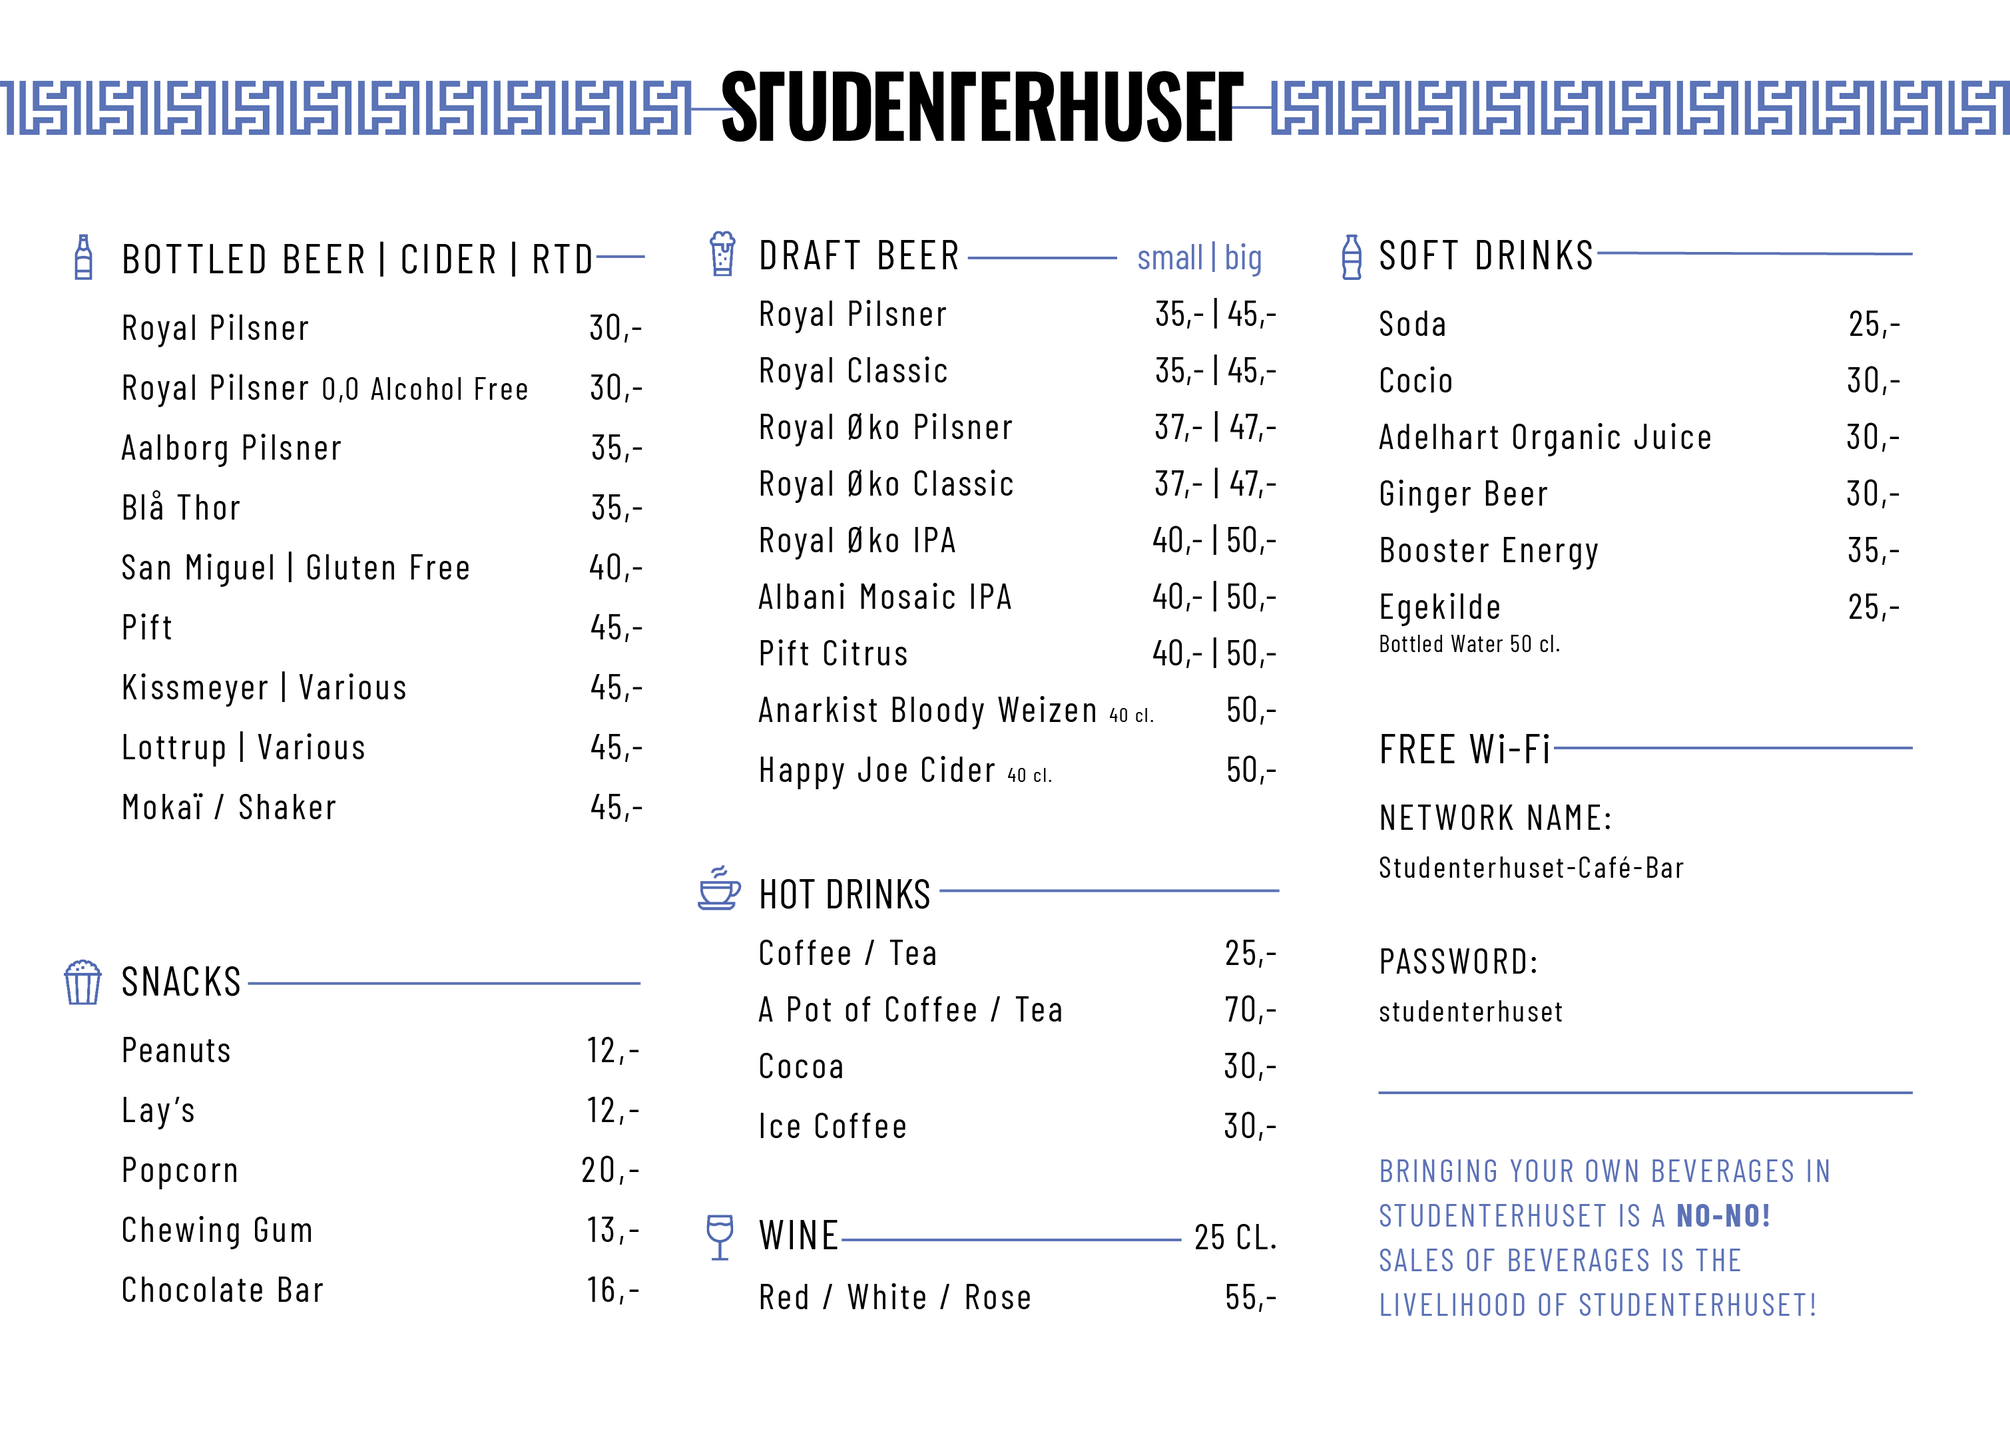 STUDENTERHUSET
BOTTLED BEER | CIDER | RTD
Royal Pilsner 30,-
Royal Pilsner 0,0 Alcohol Free 30,-
Aalborg Pilsner 35,-
Blå Thor 35,-
San Miguel | Gluten Free 40,-
Pift 45,-
Kissmeyer | Various 45,-
Lottrup | Various 45,-
Mokaï / Shaker 45,-
SNACKS
Peanuts 12,-
Lay’s 12,-
Popcorn 20,-
Chewing Gum 13,-
Chocolate Bar 16,-
DRAFT BEER small | big
Royal Pilsner 35,- | 45,-
Royal Classic 35,- | 45,-
Royal Øko Pilsner 37,- | 47,-
Royal Øko Classic 37,- | 47,-
Royal Øko IPA 40,- | 50,-
Albani Mosaic IPA 40,- | 50,-
Pift Citrus 40,- | 50,-
Anarkist Bloody Weizen 40 cl. 50,-
Happy Joe Cider 40 cl. 50,-
HOT DRINKS
Coffee / Tea 25,-
A Pot of Coffee / Tea 70,-
Cocoa 30,-
Ice Coffee 30,-
WINE 25 CL.
Red / White / Rose 55,-
SOFT DRINKS
Soda 25,-
Cocio 30,-
Adelhart Organic Juice 30,-
Ginger Beer 30,-
Booster Energy 35,-
Egekilde 25,-
Bottled Water 50 cl.
FREE Wi-Fi
NETWORK NAME:
Studenterhuset-Café-Bar
PASSWORD:
studenterhuset
BRINGING YOUR OWN BEVERAGES IN
STUDENTERHUSET IS A NO-NO!
SALES OF BEVERAGES IS THE
LIVELIHOOD OF STUDENTERHUSET!